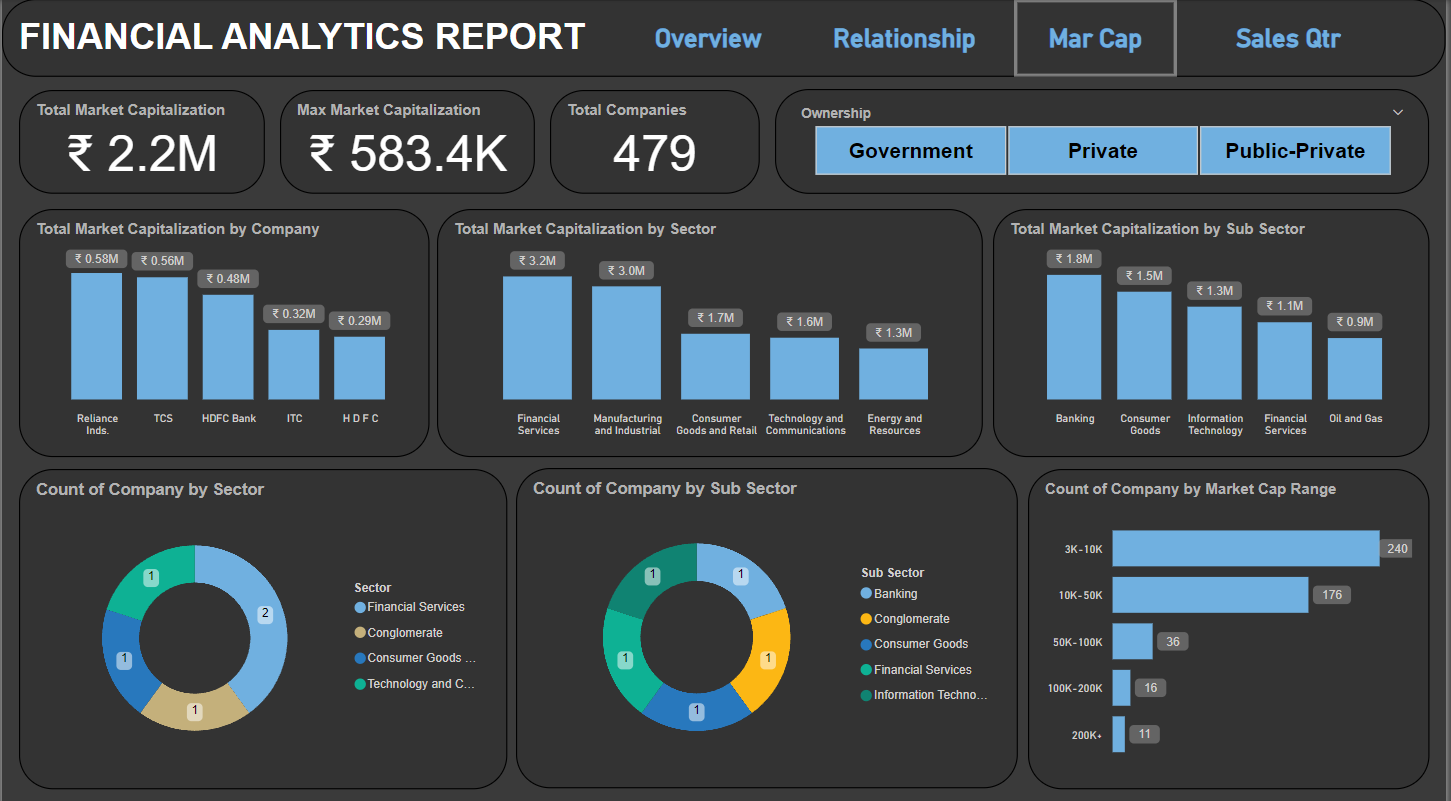 FINANCIAL ANALYTICS REPORT
Overview
Relationship
Mar Cap
Sales Qtr
Total Market Capitalization
₹ 2.2M
Max Market Capitalization
₹ 583.4K
Total Companies
479
Ownership
Government
Private
Public-Private
Total Market Capitalization by Company
₹ 0.58M
₹ 0.56M
₹ 0.48M
₹ 0.32M
₹ 0.29M
Reliance
Inds.
TCS
HDFC Bank
ITC
H D F C
Total Market Capitalization by Sector
₹ 3.2M
₹ 3.0M
₹ 1.7M
₹ 1.6M
₹ 1.3M
Financial
Services
Manufacturing
and Industrial
Consumer
Goods and Retail
Technology and
Communications
Energy and
Resources
Total Market Capitalization by Sub Sector
₹ 1.8M
₹ 1.5M
₹ 1.3M
₹ 1.1M
₹ 0.9M
Banking
Consumer
Goods
Information
Technology
Financial
Services
Oil and Gas
Count of Company by Sector
1
2
1
1
Sector
Financial Services
Conglomerate
Consumer Goods ...
Technology and C...
Count of Company by Sub Sector
1
1
1
1
1
Sub Sector
Banking
Conglomerate
Consumer Goods
Financial Services
Information Techno...
Count of Company by Market Cap Range
3K-10K
240
10K-50K
176
50K-100K
36
100K-200K
16
200K+
11